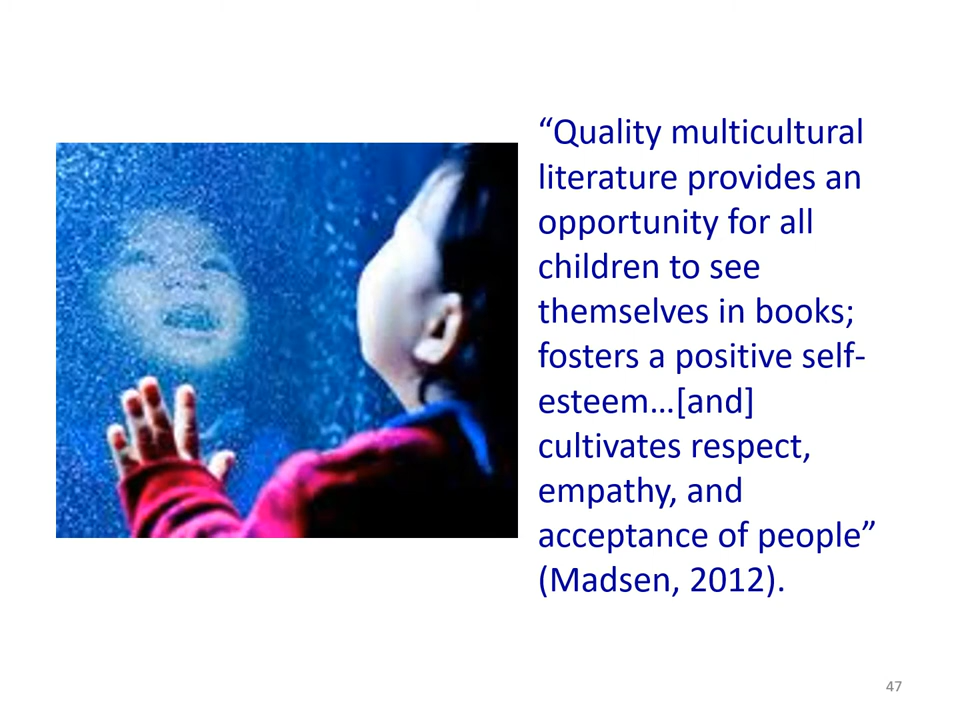 “Quality multicultural
literature provides an
opportunity for all
children to see
themselves in books;
fosters a positive self-
esteem…[and]
cultivates respect,
empathy, and
acceptance of people”
(Madsen, 2012).
47